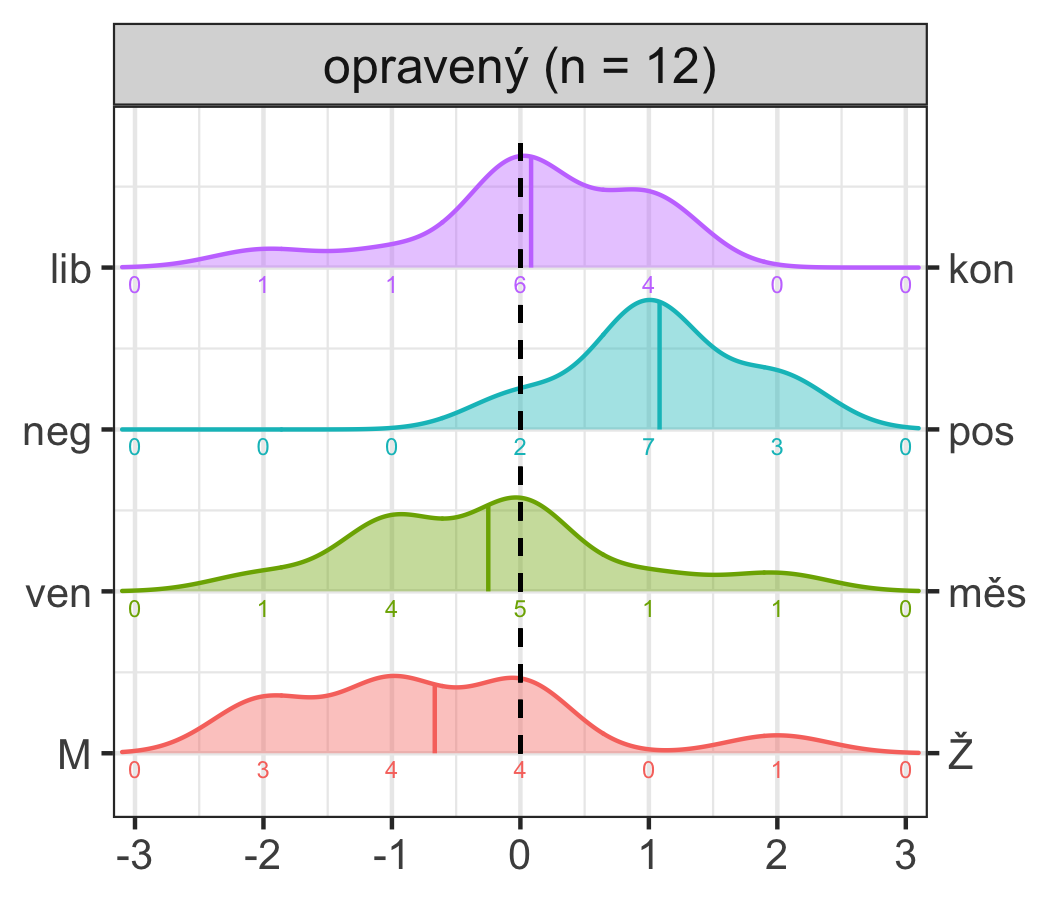 opravený (n = 12)
lib kon
0 1 1 6 4 0 0
neg pos
0 0 0 2 7 3 0
ven měs
0 1 4 5 1 1 0
M Ž
0 3 4 4 0 1 0
-3 -2 -1 0 1 2 3